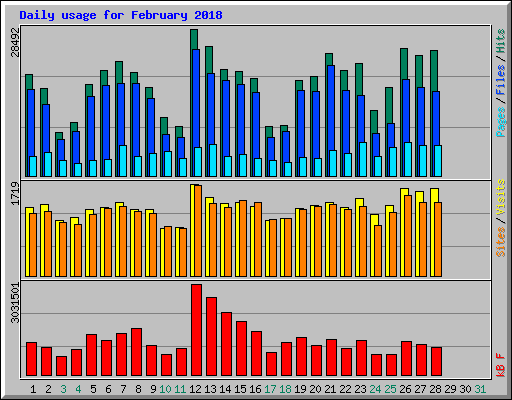 Daily usage for February 2018
28492
Pages / Files / Hits
1719
Sites / Visits
3031501
kB F
1 2 3 4 5 6 7 8 9 10 11 12 13 14 15 16 17 18 19 20 21 22 23 24 25 26 27 28 29 30 31